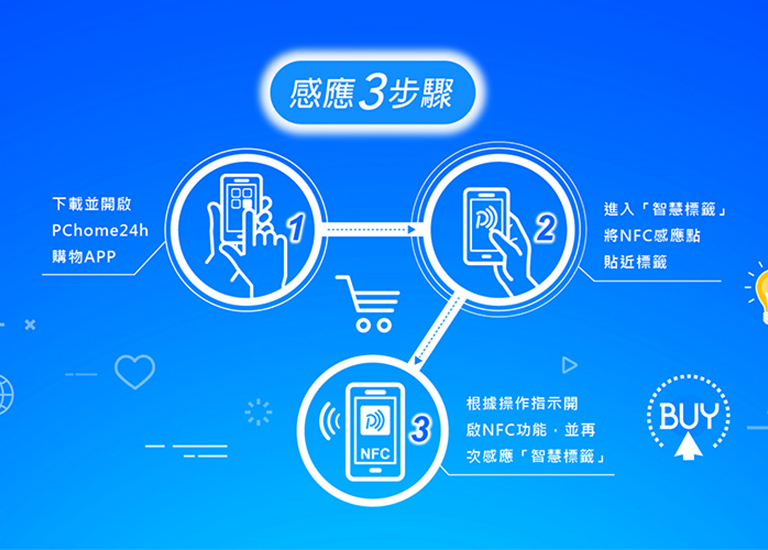 感應3步驟
下載並開啟
PChome24h
購物APP
1
2
進入「智慧標籤」
將NFC感應點
貼近標籤
3
NFC
根據操作指示開
啟NFC功能，並再
次感應「智慧標籤」
BUY